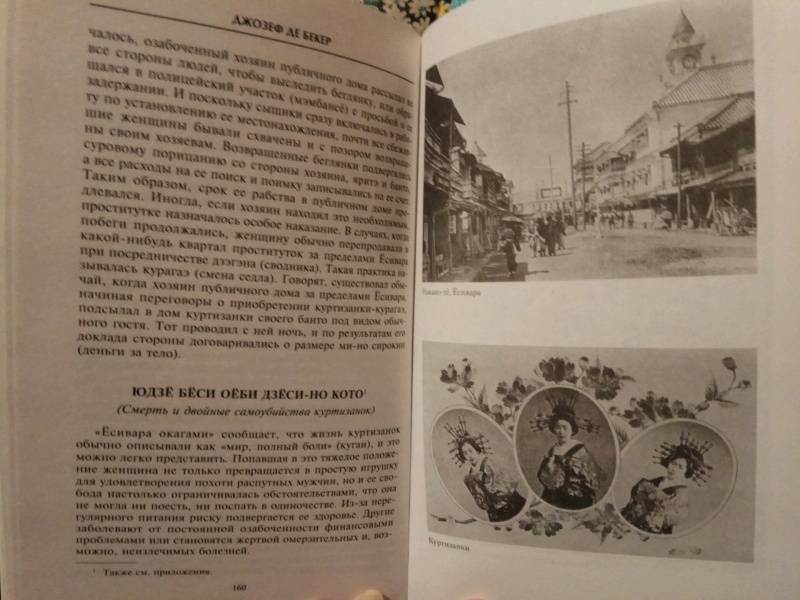 ДЖОЗЕФ ДЕ БЕКЕР
чалось, озабоченный хозяин публичного дома рассылал во
все стороны людей, чтобы выследить беглянку, или обра-
щался в полицейский участок (мэмбансё) с просьбой о ее
задержании. И поскольку сыщики сразу включались в рабо-
ту по установлению ее местонахождения, почти все сбежав-
шие женщины бывали схвачены и с позором возвраще-
ны своим хозяевам. Возвращенные беглянки подвергались
суровому порицанию со стороны хозяина, яритэ и банто,
а все расходы на ее поиск и поимку записывались на ее счет.
Таким образом, срок ее рабства в публичном доме про-
длевался. Иногда, если хозяин находил это необходимым,
проститутке назначалось особое наказание. В случаях, когда
побеги продолжались, женщину обычно перепродавали в
какой-нибудь квартал проституток за пределами Ёсивара
при посредничестве дзэгэна (сводника). Такая практика на-
зывалась курагаэ (смена седла). Говорят, существовал обы-
чай, когда хозяин публичного дома за пределами Ёсивара,
начиная переговоры о приобретении куртизанки-курагаэ,
подсылал в дом куртизанки своего банто под видом обыч-
ного гостя. Тот проводил с ней ночь, и по результатам его
доклада стороны договаривались о размере ми-но сирокин
(деньги за тело).
ЮДЗЁ БЁСИ ОЁБИ ДЗЁСИ-НО КОТО¹
(Смерть и двойные самоубийства куртизанок)
«Ёсивара окагами» сообщает, что жизнь куртизанок
обычно описывали как «мир, полный боли» (кугаи), и это
можно легко представить. Попавшая в это тяжелое положе-
ние женщина не только превращается в простую игрушку
для удовлетворения похоти распутных мужчин, но и ее сво-
бода настолько ограничивалась обстоятельствами, что она
не могла ни поесть, ни поспать в одиночестве. Из-за нере-
гулярного питания риску подвергается ее здоровье. Другие
заболевают от постоянной озабоченности финансовыми
проблемами или становятся жертвой омерзительных и, воз-
можно, неизлечимых болезней.
¹ Также см. приложения.
160
Ёсивара
Куртизанки